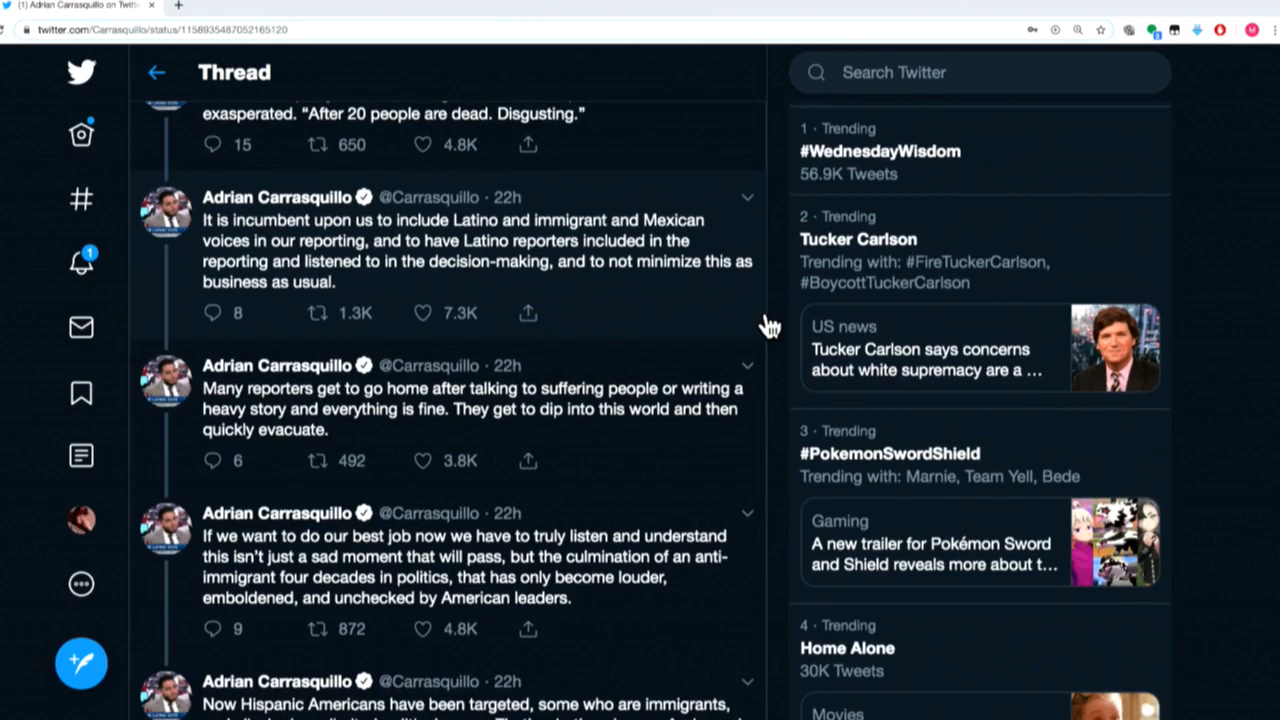 (1) Adrian Carrasquillo on Twitt
twitter.com/Carrasquillo/status/1158935487052165120
Thread
exasperated. “After 20 people are dead. Disgusting.”
15 650 4.8K
Adrian Carrasquillo @Carrasquillo · 22h
It is incumbent upon us to include Latino and immigrant and Mexican
voices in our reporting, and to have Latino reporters included in the
reporting and listened to in the decision-making, and to not minimize this as
business as usual.
8 1.3K 7.3K
Adrian Carrasquillo @Carrasquillo · 22h
Many reporters get to go home after talking to suffering people or writing a
heavy story and everything is fine. They get to dip into this world and then
quickly evacuate.
6 492 3.8K
Adrian Carrasquillo @Carrasquillo · 22h
If we want to do our best job now we have to truly listen and understand
this isn’t just a sad moment that will pass, but the culmination of an anti-
immigrant four decades in politics, that has only become louder,
emboldened, and unchecked by American leaders.
9 872 4.8K
Adrian Carrasquillo @Carrasquillo · 22h
Now Hispanic Americans have been targeted, some who are immigrants,
Search Twitter
1 · Trending
#WednesdayWisdom
56.9K Tweets
2 · Trending
Tucker Carlson
Trending with: #FireTuckerCarlson,
#BoycottTuckerCarlson
US news
Tucker Carlson says concerns
about white supremacy are a ...
3 · Trending
#PokemonSwordShield
Trending with: Marnie, Team Yell, Bede
Gaming
A new trailer for Pokémon Sword
and Shield reveals more about t...
4 · Trending
Home Alone
30K Tweets
Movies
1